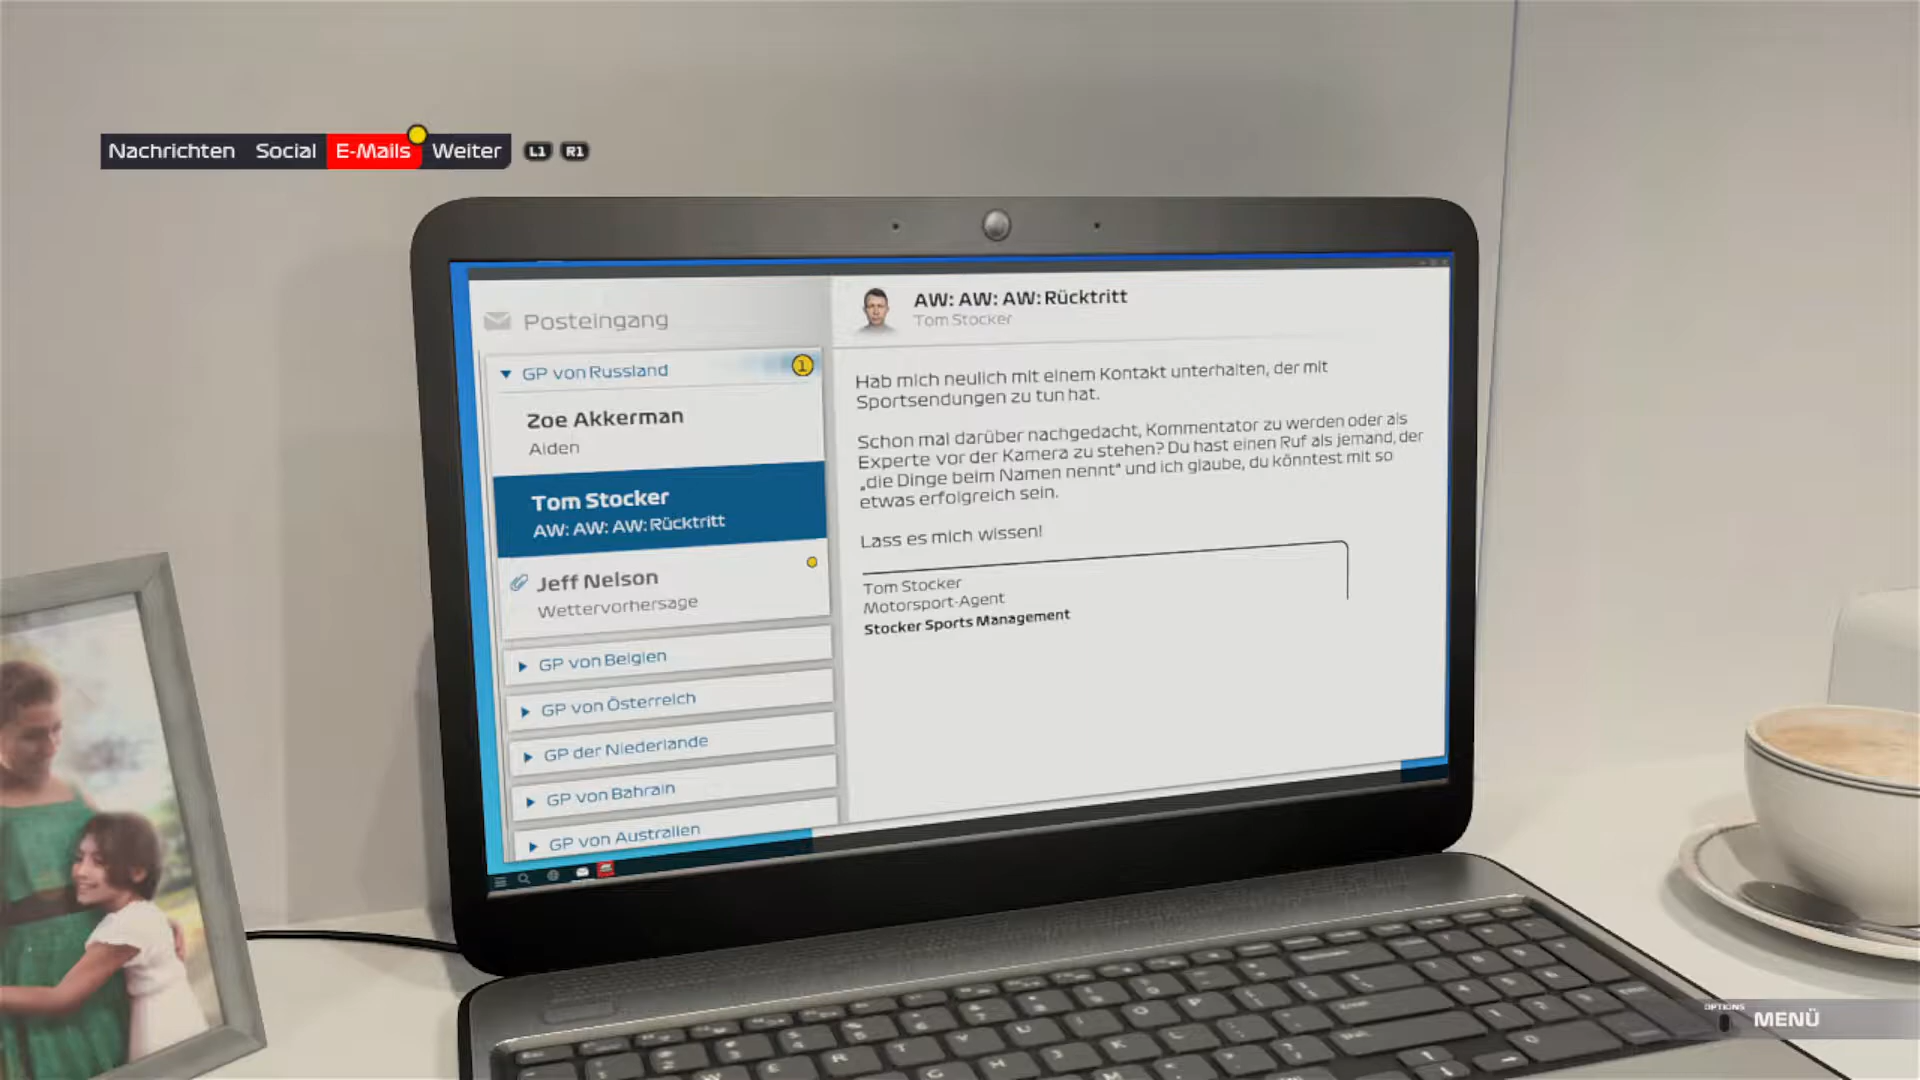 Nachrichten Social E-Mails Weiter L1 R1
Posteingang
GP von Russland 1
Zoe Akkerman
Aiden
Tom Stocker
AW: AW: AW: Rücktritt
Jeff Nelson
Wettervorhersage
GP von Belgien
GP von Österreich
GP der Niederlande
GP von Bahrain
GP von Australien
AW: AW: AW: Rücktritt
Tom Stocker
Hab mich neulich mit einem Kontakt unterhalten, der mit
Sportsendungen zu tun hat.
Schon mal darüber nachgedacht, Kommentator zu werden oder als
Experte vor der Kamera zu stehen? Du hast einen Ruf als jemand, der
„die Dinge beim Namen nennt“ und ich glaube, du könntest mit so
etwas erfolgreich sein.
Lass es mich wissen!
Tom Stocker
Motorsport-Agent
Stocker Sports Management
OPTIONS
MENÜ